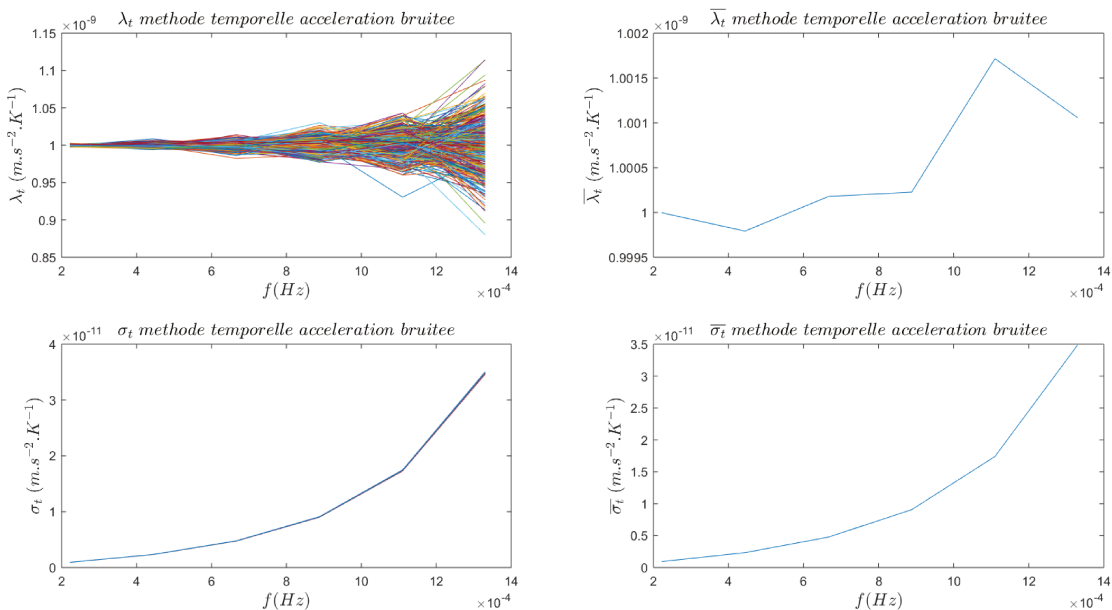 λₜ methode temporelle acceleration bruitee
×10⁻⁹
1.15
1.1
1.05
1
0.95
0.9
0.85
λₜ (m.s⁻².K⁻¹)
2 4 6 8 10 12 14
f(Hz)
×10⁻⁴
λₜ̅ methode temporelle acceleration bruitee
×10⁻⁹
1.002
1.0015
1.001
1.0005
1
0.9995
λₜ̅ (m.s⁻².K⁻¹)
2 4 6 8 10 12 14
f(Hz)
×10⁻⁴
σₜ methode temporelle acceleration bruitee
×10⁻¹¹
4
3
2
1
0
σₜ (m.s⁻².K⁻¹)
2 4 6 8 10 12 14
f(Hz)
×10⁻⁴
σₜ̅ methode temporelle acceleration bruitee
×10⁻¹¹
3.5
3
2.5
2
1.5
1
0.5
0
σ̅ₜ (m.s⁻².K⁻¹)
2 4 6 8 10 12 14
f(Hz)
×10⁻⁴